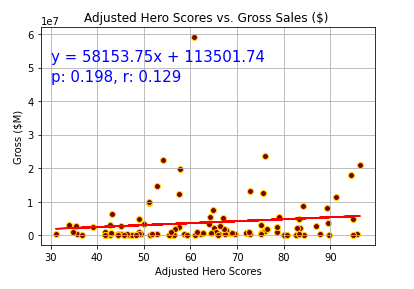 Adjusted Hero Scores vs. Gross Sales ($)
1e7
y = 58153.75x + 113501.74
p: 0.198, r: 0.129
6
5
4
3
2
1
0
Gross ($M)
30 40 50 60 70 80 90
Adjusted Hero Scores